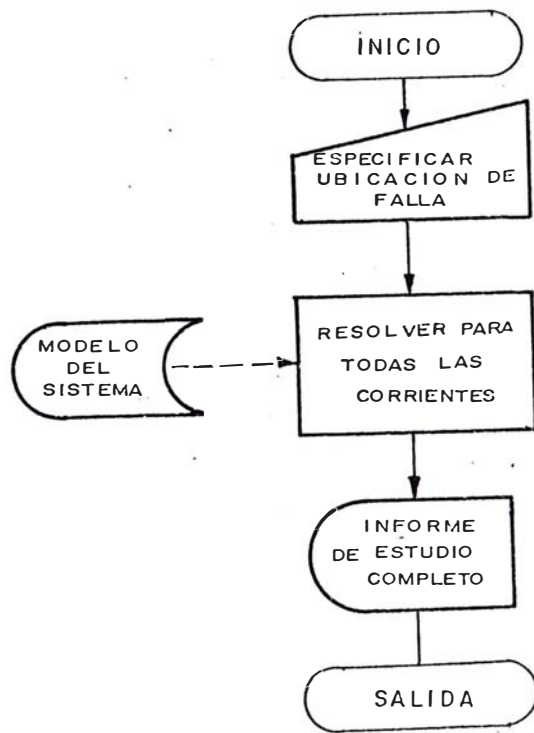 INICIO
ESPECIFICAR
UBICACION DE
FALLA
RESOLVER PARA
TODAS LAS
CORRIENTES
MODELO
DEL
SISTEMA
INFORME
DE ESTUDIO
COMPLETO
SALIDA